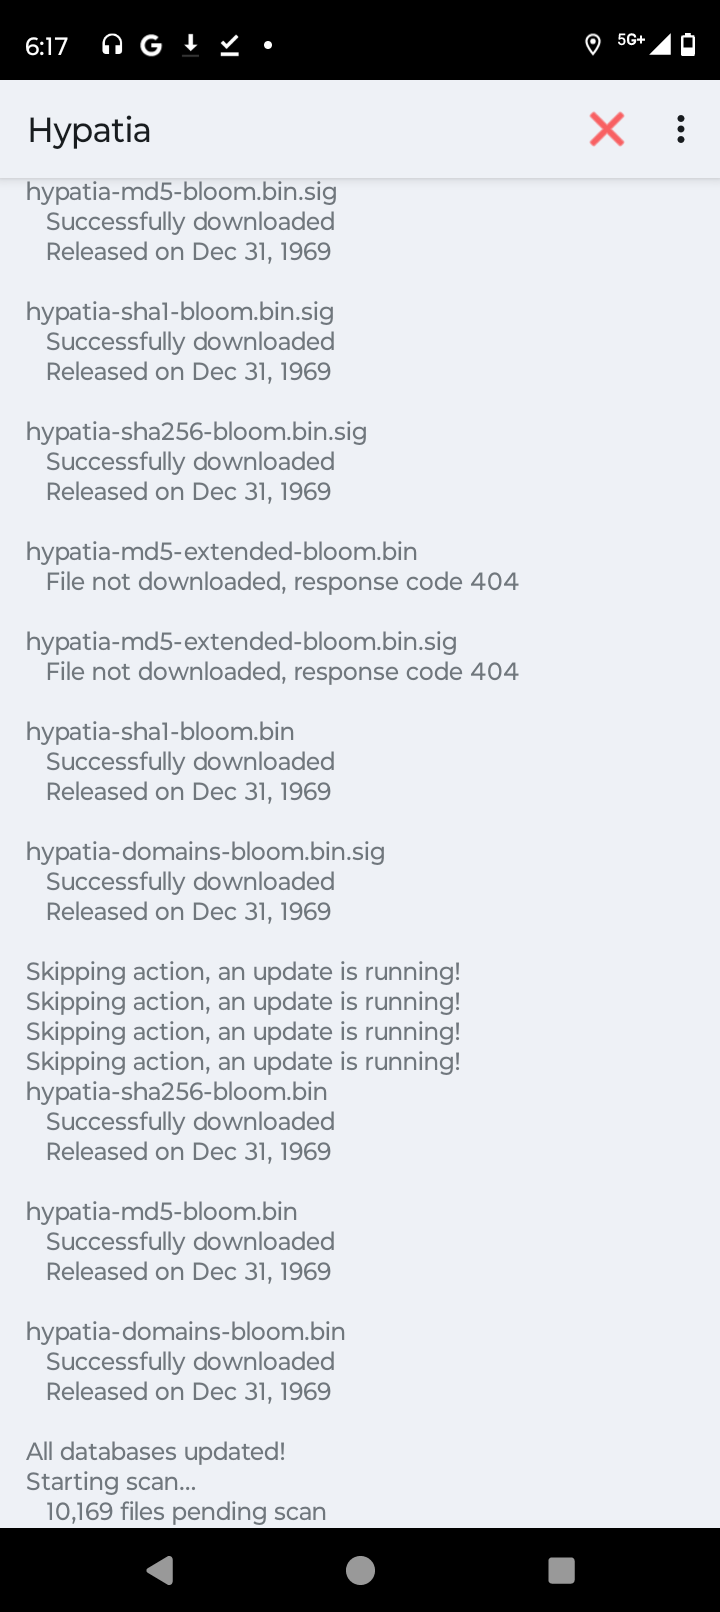 6:17
5G+
Hypatia
hypatia-md5-bloom.bin.sig
Successfully downloaded
Released on Dec 31, 1969
hypatia-sha1-bloom.bin.sig
Successfully downloaded
Released on Dec 31, 1969
hypatia-sha256-bloom.bin.sig
Successfully downloaded
Released on Dec 31, 1969
hypatia-md5-extended-bloom.bin
File not downloaded, response code 404
hypatia-md5-extended-bloom.bin.sig
File not downloaded, response code 404
hypatia-sha1-bloom.bin
Successfully downloaded
Released on Dec 31, 1969
hypatia-domains-bloom.bin.sig
Successfully downloaded
Released on Dec 31, 1969
Skipping action, an update is running!
Skipping action, an update is running!
Skipping action, an update is running!
Skipping action, an update is running!
hypatia-sha256-bloom.bin
Successfully downloaded
Released on Dec 31, 1969
hypatia-md5-bloom.bin
Successfully downloaded
Released on Dec 31, 1969
hypatia-domains-bloom.bin
Successfully downloaded
Released on Dec 31, 1969
All databases updated!
Starting scan...
10,169 files pending scan